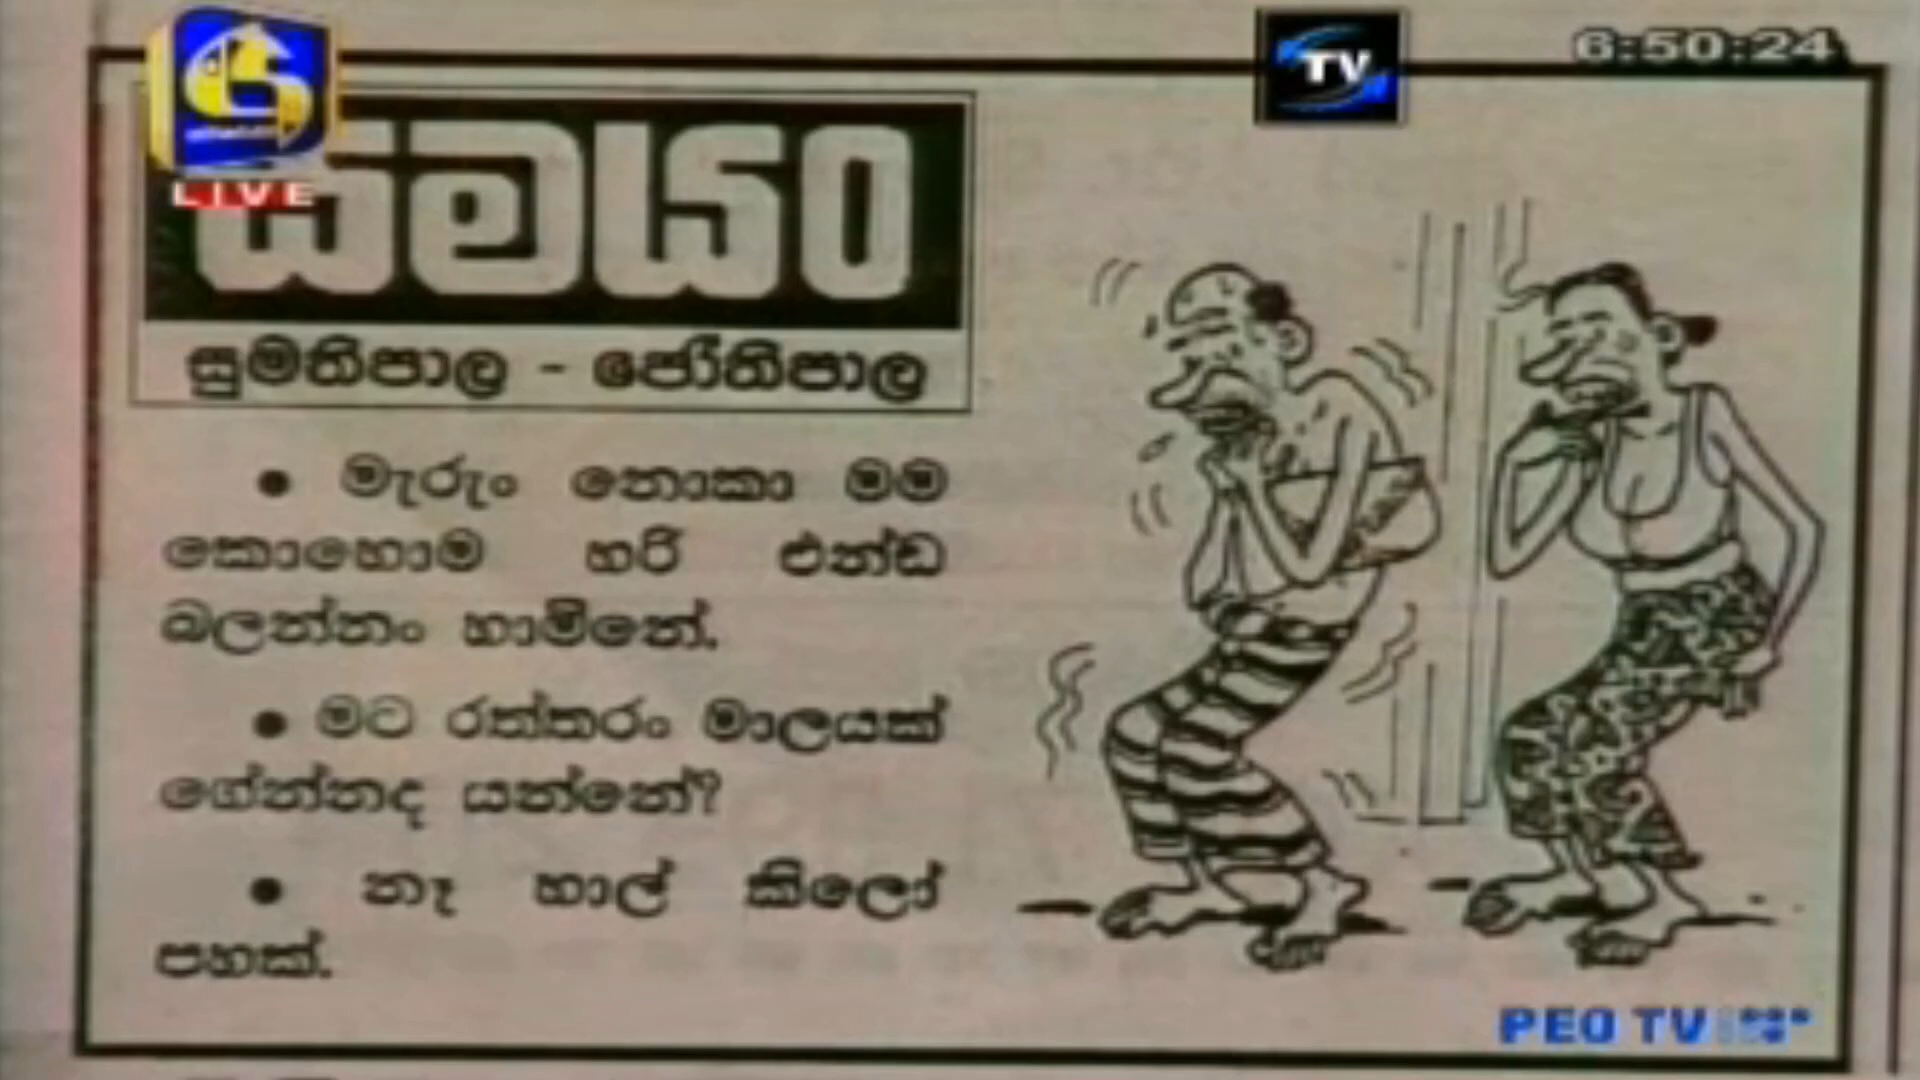 LIVE
TV
6:50:24
සමයං
සුමතිපාල - ජෝතිපාල
• මැරුං නොකා මම
කොහොම හරි එන්ඩ
බලන්නං හාමිනේ.
• මට රත්තරං මාලයක්
ගේන්නද යන්නේ?
• නෑ හාල් කිලෝ
පහක්.
PEO TV